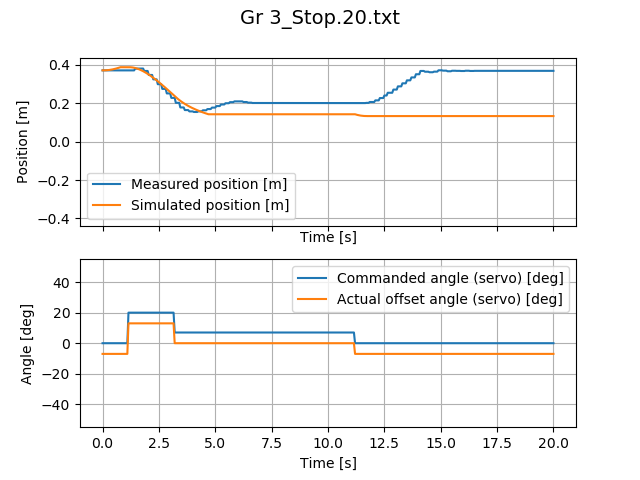 Gr 3_Stop.20.txt
0.4
0.2
0.0
−0.2
−0.4
Position [m]
Measured position [m]
Simulated position [m]
Time [s]
40
20
0
−20
−40
Angle [deg]
Commanded angle (servo) [deg]
Actual offset angle (servo) [deg]
0.0 2.5 5.0 7.5 10.0 12.5 15.0 17.5 20.0
Time [s]